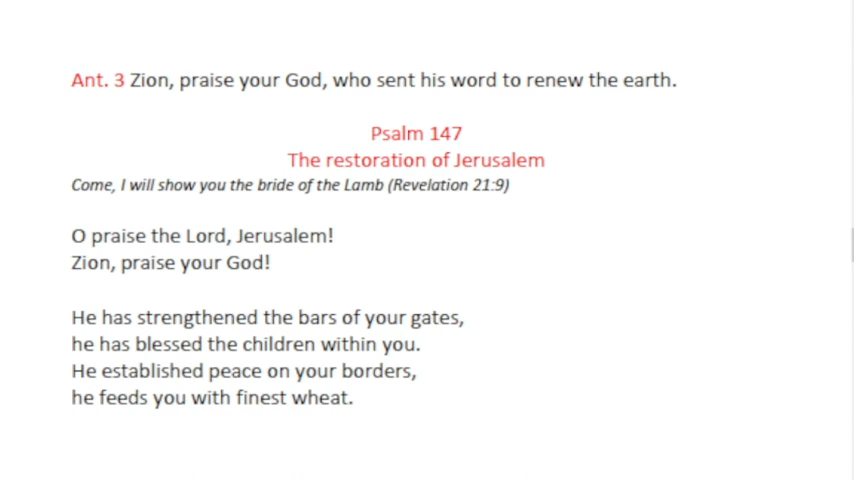 Ant. 3 Zion, praise your God, who sent his word to renew the earth.
Psalm 147
The restoration of Jerusalem
Come, I will show you the bride of the Lamb (Revelation 21:9)
O praise the Lord, Jerusalem!
Zion, praise your God!
He has strengthened the bars of your gates,
he has blessed the children within you.
He established peace on your borders,
he feeds you with finest wheat.